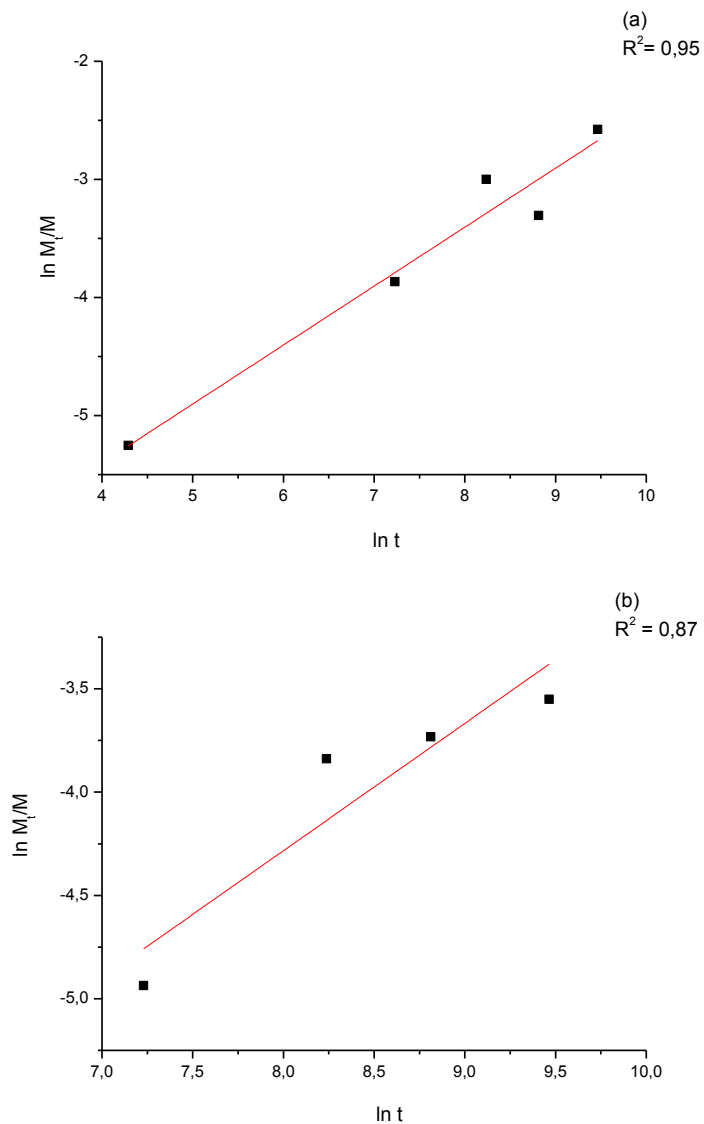 (a)
R²= 0,95
-2
-3
-4
-5
ln Mₜ/M
4 5 6 7 8 9 10
ln t
(b)
R² = 0,87
-3,5
-4,0
-4,5
-5,0
ln Mₜ/M
7,0 7,5 8,0 8,5 9,0 9,5 10,0
ln t